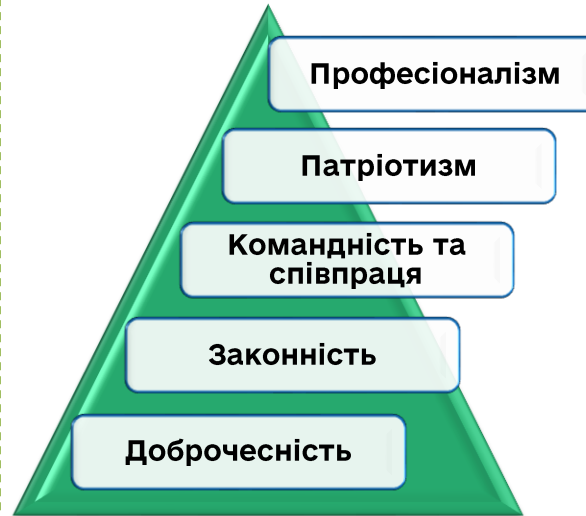 Професіоналізм
Патріотизм
Командність та
співпраця
Законність
Доброчесність